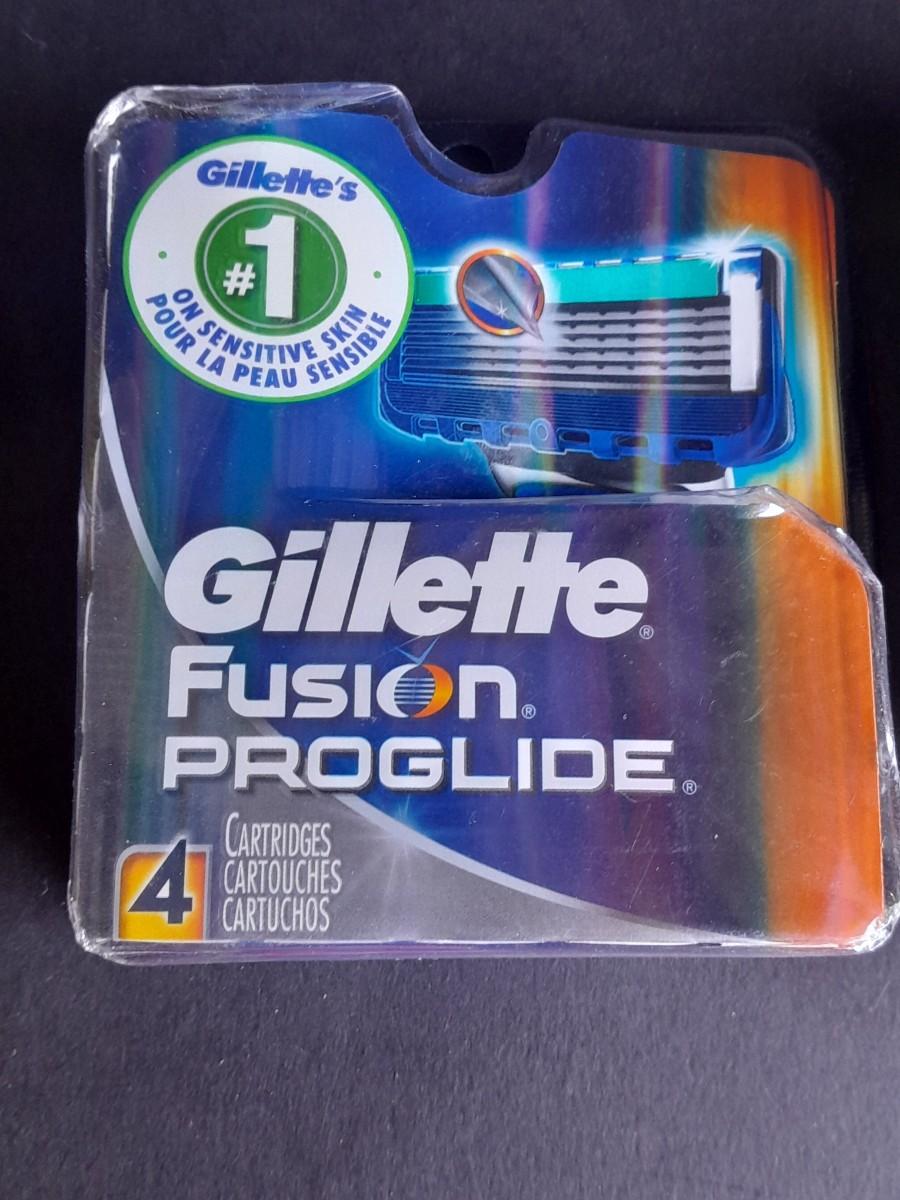 Gillette's
#1
ON SENSITIVE SKIN
POUR LA PEAU SENSIBLE
Gillette®
FUSION®
PROGLIDE®
4
CARTRIDGES
CARTOUCHES
CARTUCHOS